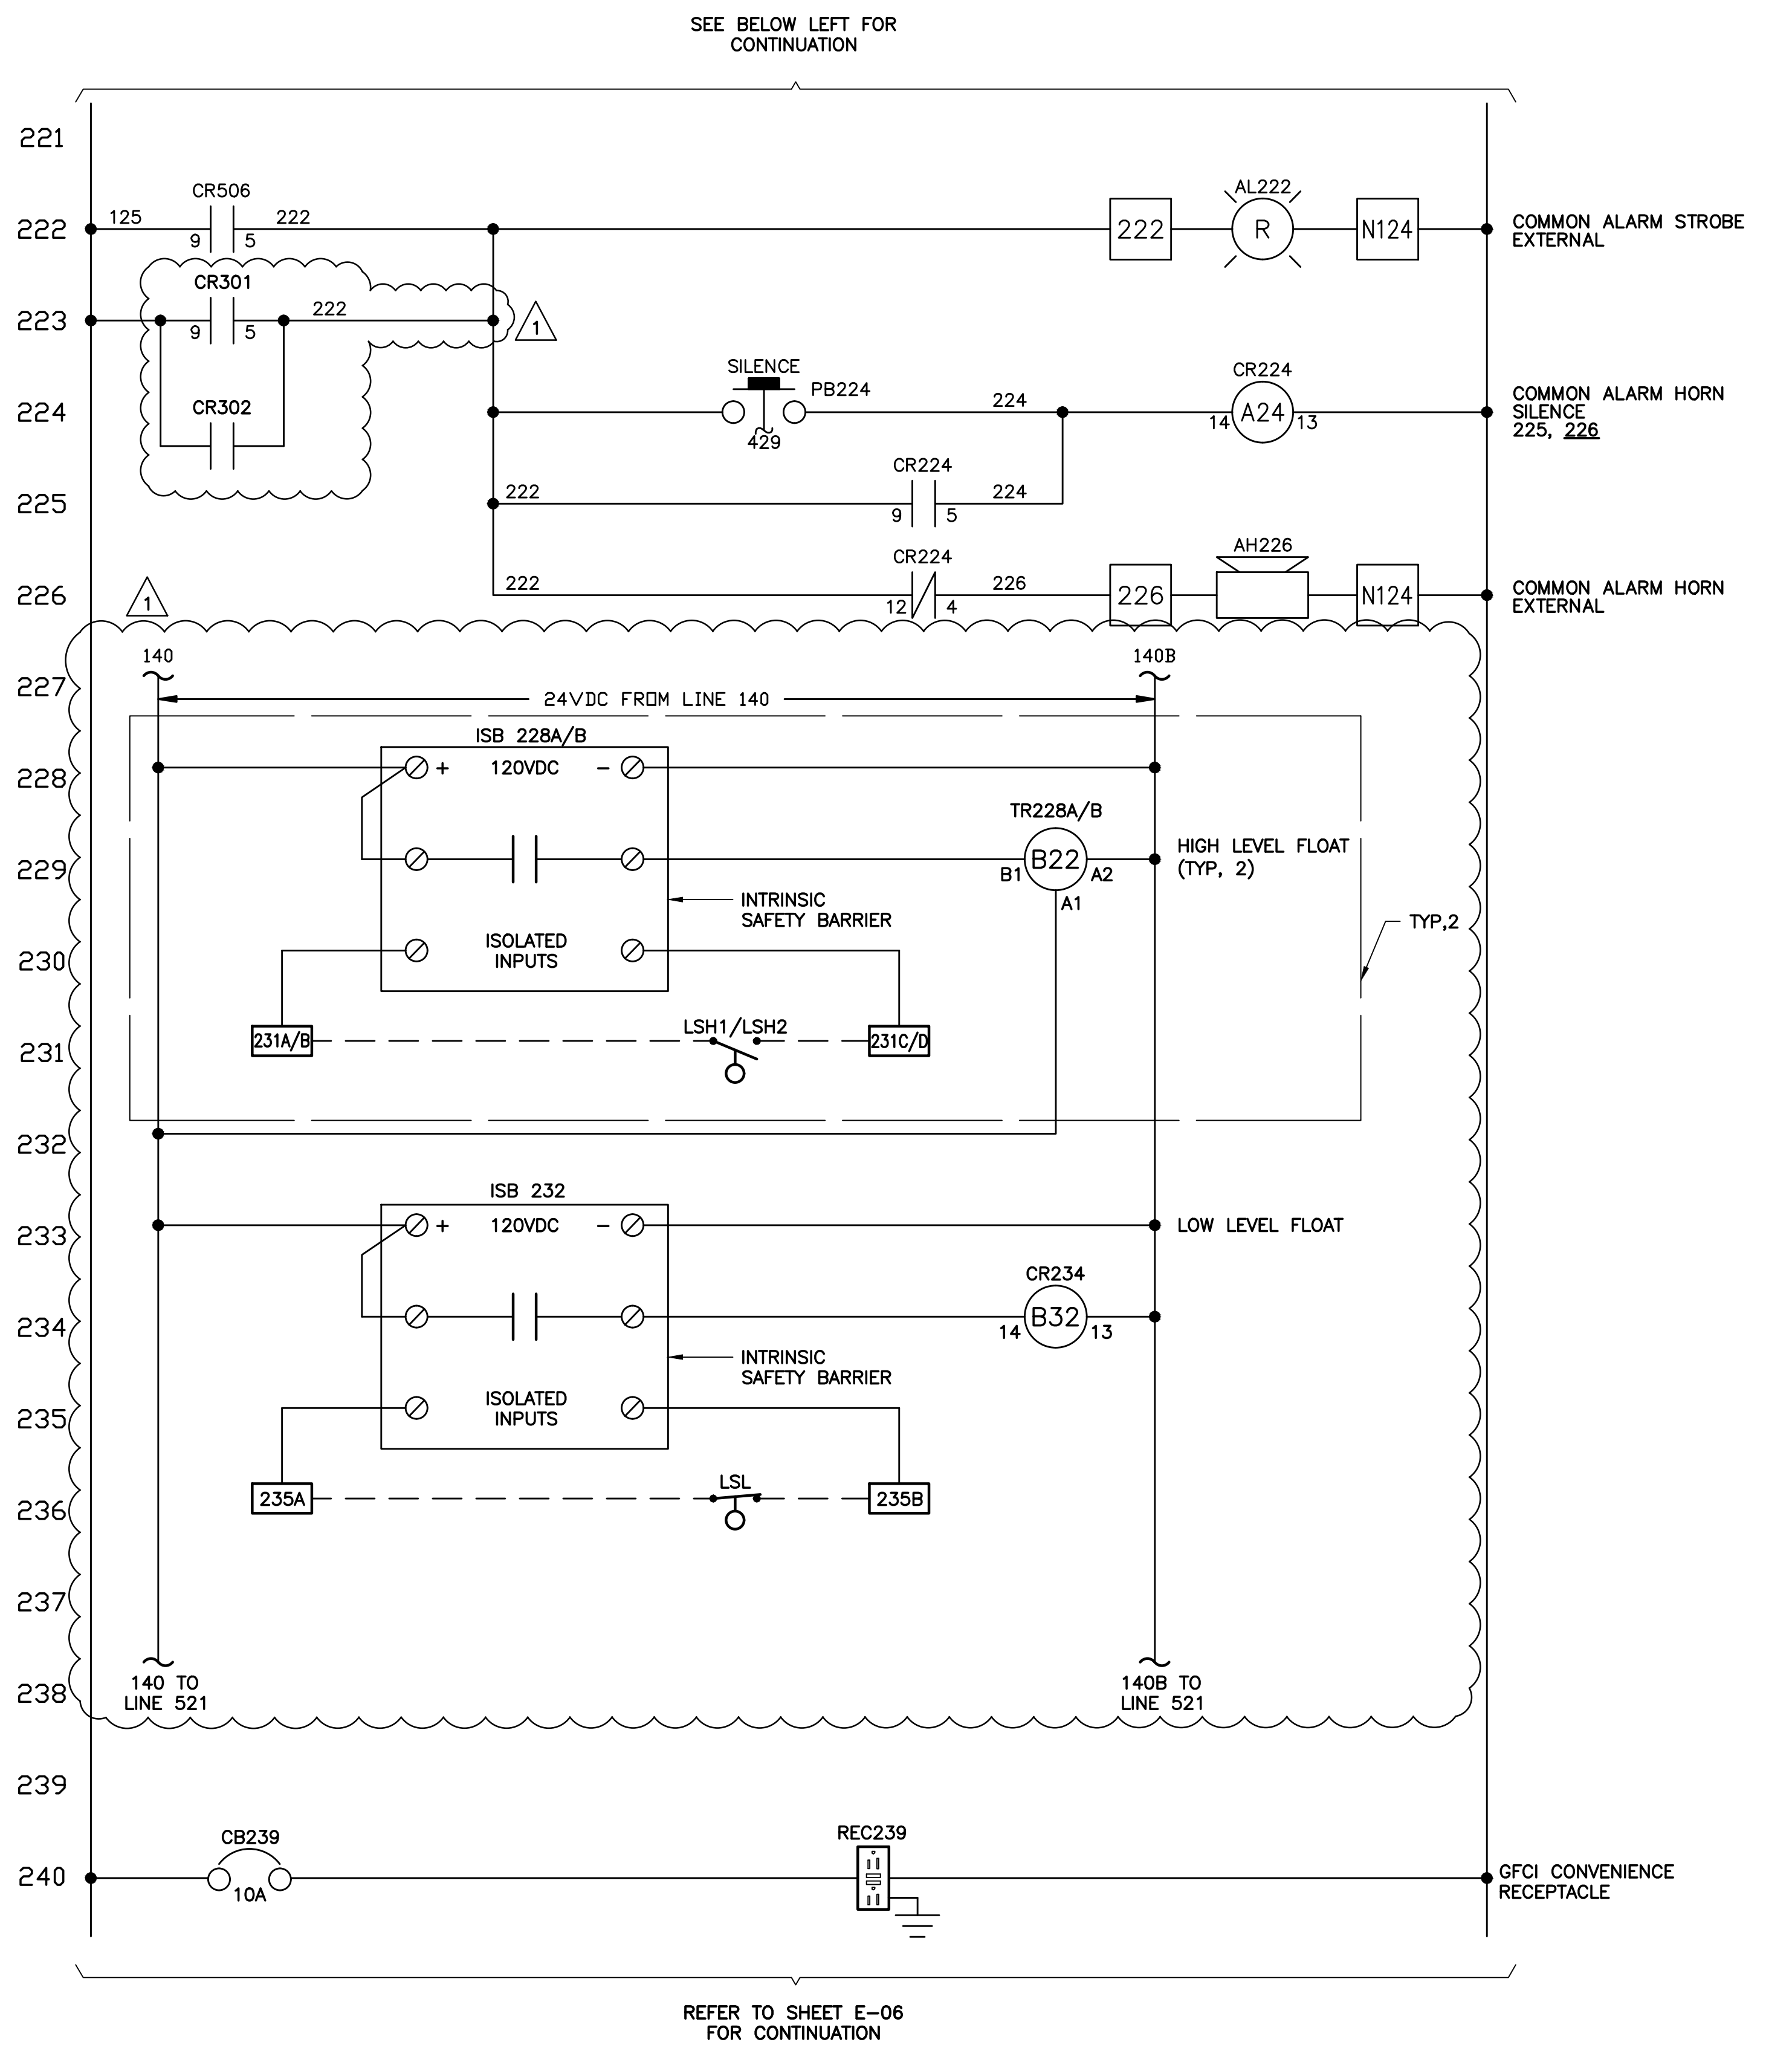 SEE BELOW LEFT FOR
CONTINUATION
221
CR506
AL222
222
125
9
5
222
222
R
N124
COMMON ALARM STROBE
EXTERNAL
CR301
223
9
5
222
1
SILENCE
PB224
CR224
224
CR302
429
224
14
A24
13
COMMON ALARM HORN
SILENCE
225, 226
CR224
225
222
9
5
224
CR224
AH226
226
1
222
12
4
226
226
N124
COMMON ALARM HORN
EXTERNAL
140
140B
227
24VDC FROM LINE 140
ISB 228A/B
228
+
120VDC
-
TR228A/B
229
B1
B22
A2
A1
HIGH LEVEL FLOAT
(TYP, 2)
INTRINSIC
SAFETY BARRIER
TYP,2
230
ISOLATED
INPUTS
231
231A/B
LSH1/LSH2
231C/D
232
ISB 232
233
+
120VDC
-
LOW LEVEL FLOAT
CR234
234
14
B32
13
INTRINSIC
SAFETY BARRIER
235
ISOLATED
INPUTS
236
235A
LSL
235B
237
238
140 TO
LINE 521
140B TO
LINE 521
239
CB239
REC239
240
10A
GFCI CONVENIENCE
RECEPTACLE
REFER TO SHEET E-06
FOR CONTINUATION